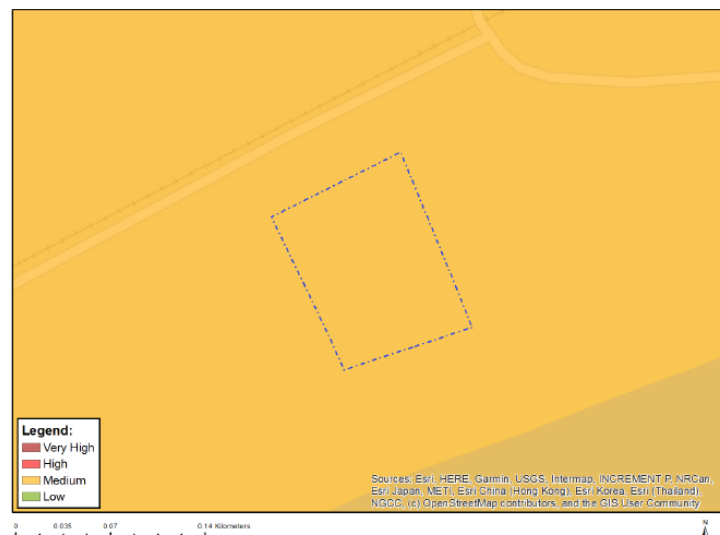 Legend:
Very High
High
Medium
Low
Sources: Esri, HERE, Garmin, USGS, Intermap, INCREMENT P, NRCan,
Esri Japan, METI, Esri China (Hong Kong), Esri Korea, Esri (Thailand),
NGCC, (c) OpenStreetMap contributors, and the GIS User Community
0 0.035 0.07 0.14 Kilometers
N